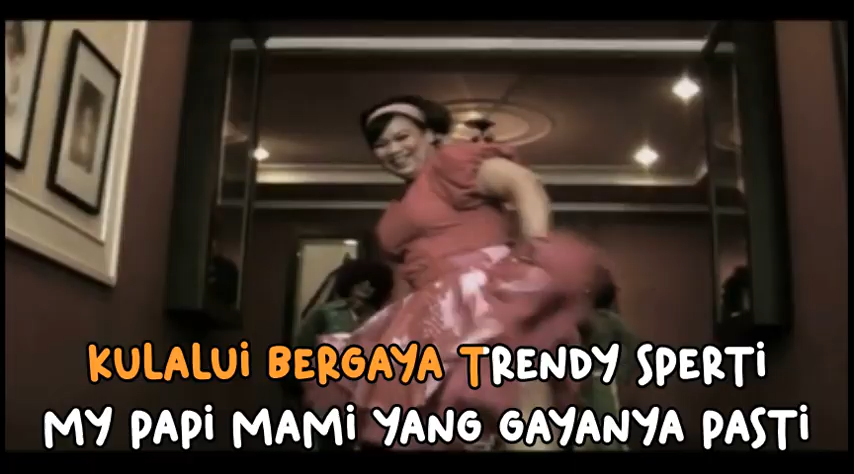 KULALUI BERGAYA TRENDY SPERTI
MY PAPI MAMI YANG GAYANYA PASTI